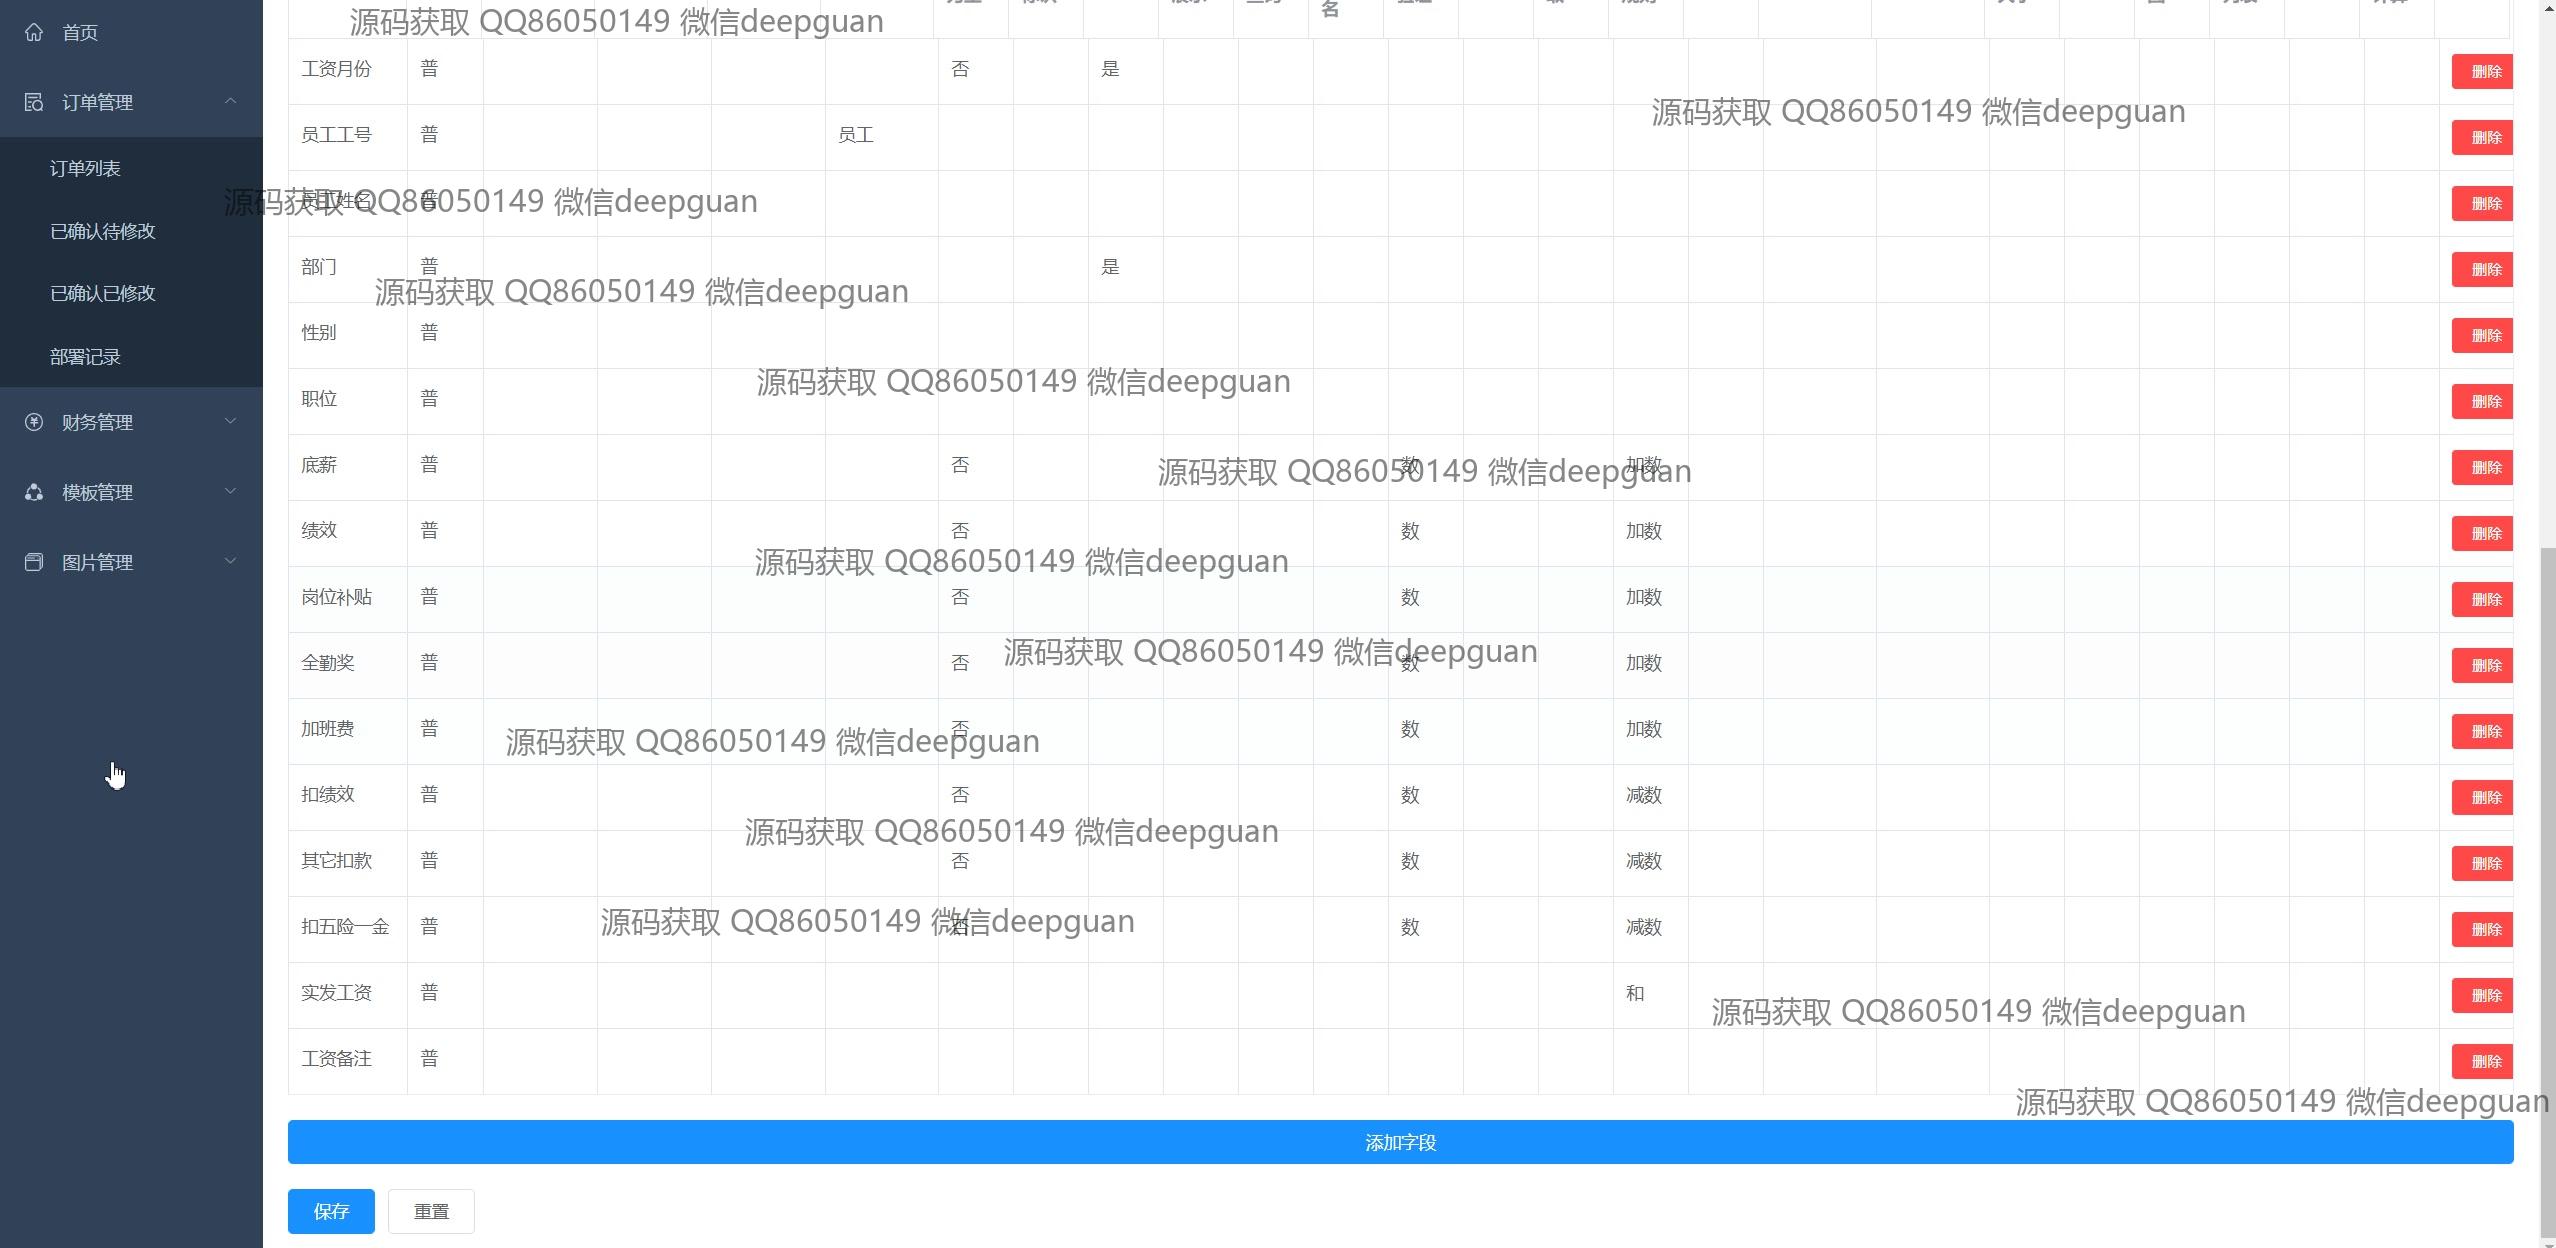 首页
订单管理
订单列表
已确认待修改
已确认已修改
部署记录
财务管理
模板管理
图片管理
名
源码获取 QQ86050149 微信deepguan
工资月份 普 否 是 删除
源码获取 QQ86050149 微信deepguan
员工工号 普 员工 删除
员工姓名 普 删除
源码获取 QQ86050149 微信deepguan
部门 普 是 删除
源码获取 QQ86050149 微信deepguan
性别 普 删除
源码获取 QQ86050149 微信deepguan
职位 普 删除
底薪 普 否 数 加数 删除
源码获取 QQ86050149 微信deepguan
绩效 普 否 数 加数 删除
源码获取 QQ86050149 微信deepguan
岗位补贴 普 否 数 加数 删除
源码获取 QQ86050149 微信deepguan
全勤奖 普 否 数 加数 删除
加班费 普 否 数 加数 删除
源码获取 QQ86050149 微信deepguan
扣绩效 普 否 数 减数 删除
源码获取 QQ86050149 微信deepguan
其它扣款 普 否 数 减数 删除
源码获取 QQ86050149 微信deepguan
扣五险一金 普 否 数 减数 删除
实发工资 普 和 删除
源码获取 QQ86050149 微信deepguan
工资备注 普 删除
源码获取 QQ86050149 微信deepguan
添加字段
保存 重置